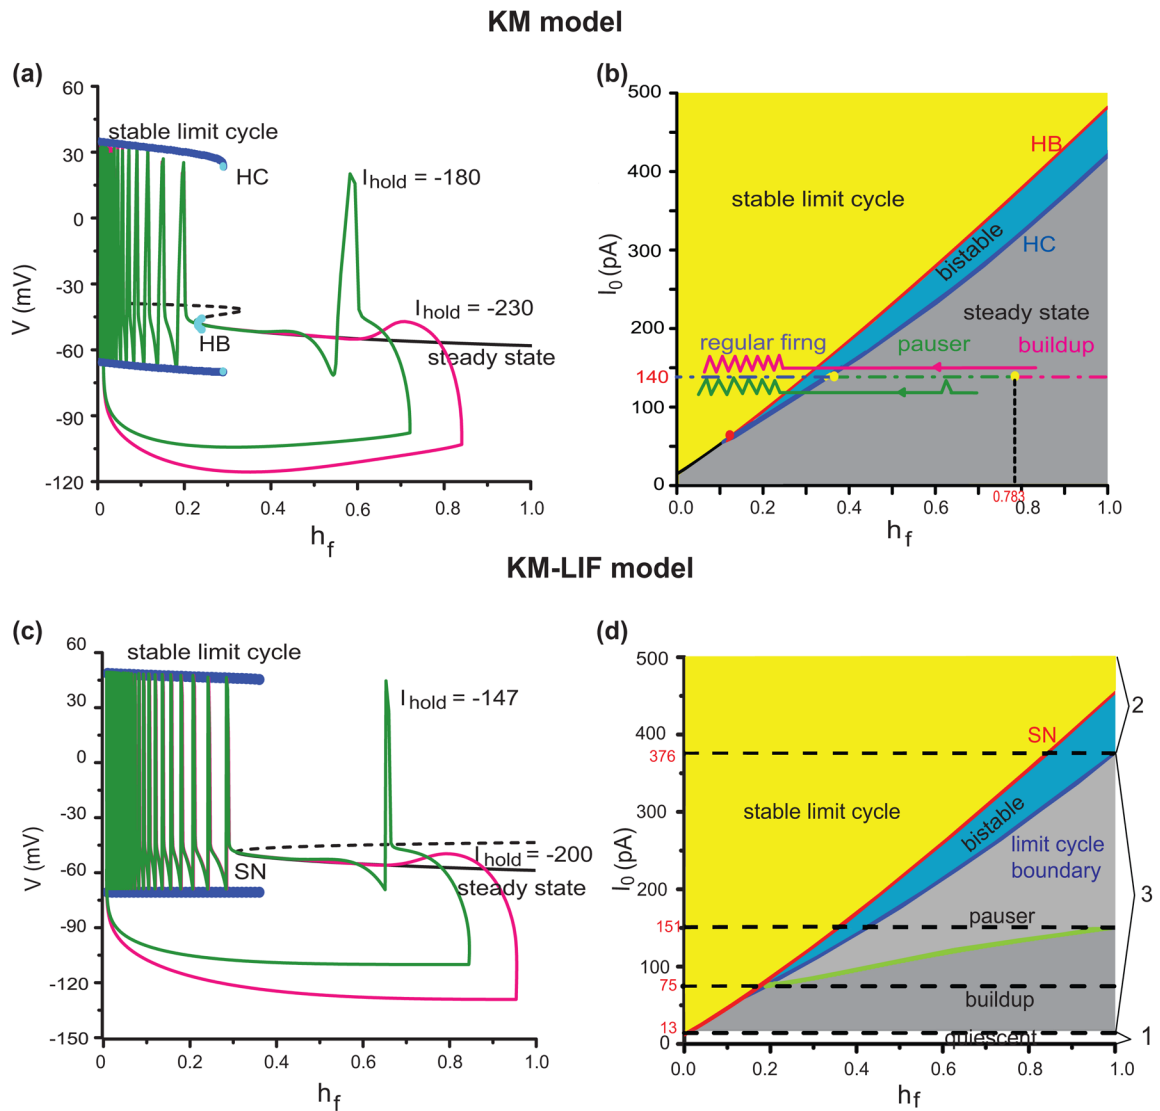 KM model
(a)
60
30
0
-30
-60
-90
-120
V (mV)
stable limit cycle
HC
I hold = -180
I hold = -230
HB
steady state
0
0.2
0.4
0.6
0.8
1.0
hf
(b)
500
400
300
200
140
100
0
I0 (pA)
HB
stable limit cycle
bistable
HC
steady state
regular firng
pauser
buildup
0.783
0.0
0.2
0.4
0.6
0.8
1.0
hf
KM-LIF model
(c)
60
30
0
-30
-60
-90
-120
-150
V (mV)
stable limit cycle
I hold = -147
I hold = -200
SN
steady state
0
0.2
0.4
0.6
0.8
1.0
hf
(d)
500
400
376
300
200
151
100
75
13
0
I0 (pA)
SN
2
stable limit cycle
bistable
limit cycle
boundary
3
pauser
buildup
quiescent
1
0.0
0.2
0.4
0.6
0.8
1.0
hf